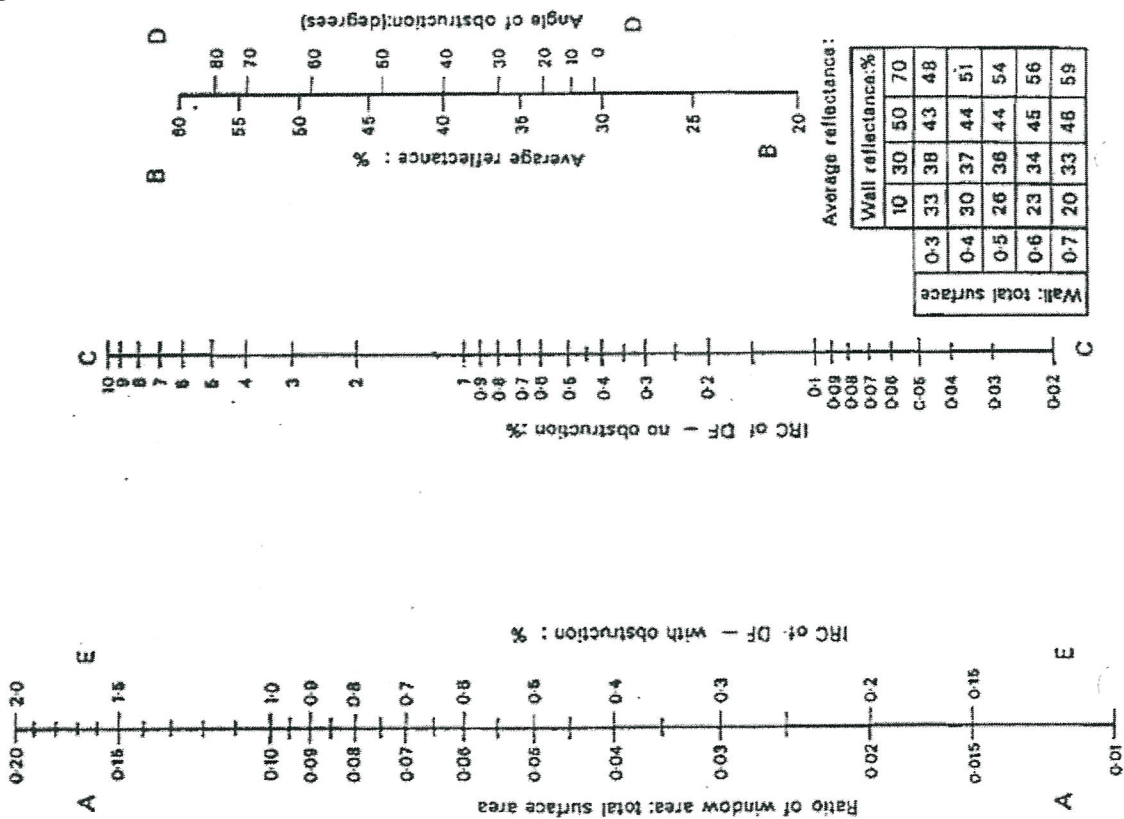 A
E
Ratio of window area: total surface area
0·20
0·15
0·10
0·09
0·08
0·07
0·06
0·05
0·04
0·03
0·02
0·015
0·01
2·0
1·5
1·0
0·9
0·8
0·7
0·6
0·5
0·4
0·3
0·2
0·15
IRC of DF – with obstruction : %
A
E
C
IRC of DF – no obstruction :%
10
9
8
7
6
5
4
3
2
1
0·9
0·8
0·7
0·6
0·5
0·4
0·3
0·2
0·1
0·09
0·08
0·07
0·06
0·05
0·04
0·03
0·02
C
B
D
Average reflectance : %
60
55
50
45
40
35
30
25
20
80
70
60
50
40
30
20
10
0
Angle of obstruction:(degrees)
B
D
Average reflectance:
Wall reflectance:%
10 30 50 70
Wall: total surface
0·3 33 38 43 48
0·4 30 37 44 51
0·5 26 36 44 54
0·6 23 34 45 56
0·7 20 33 46 59